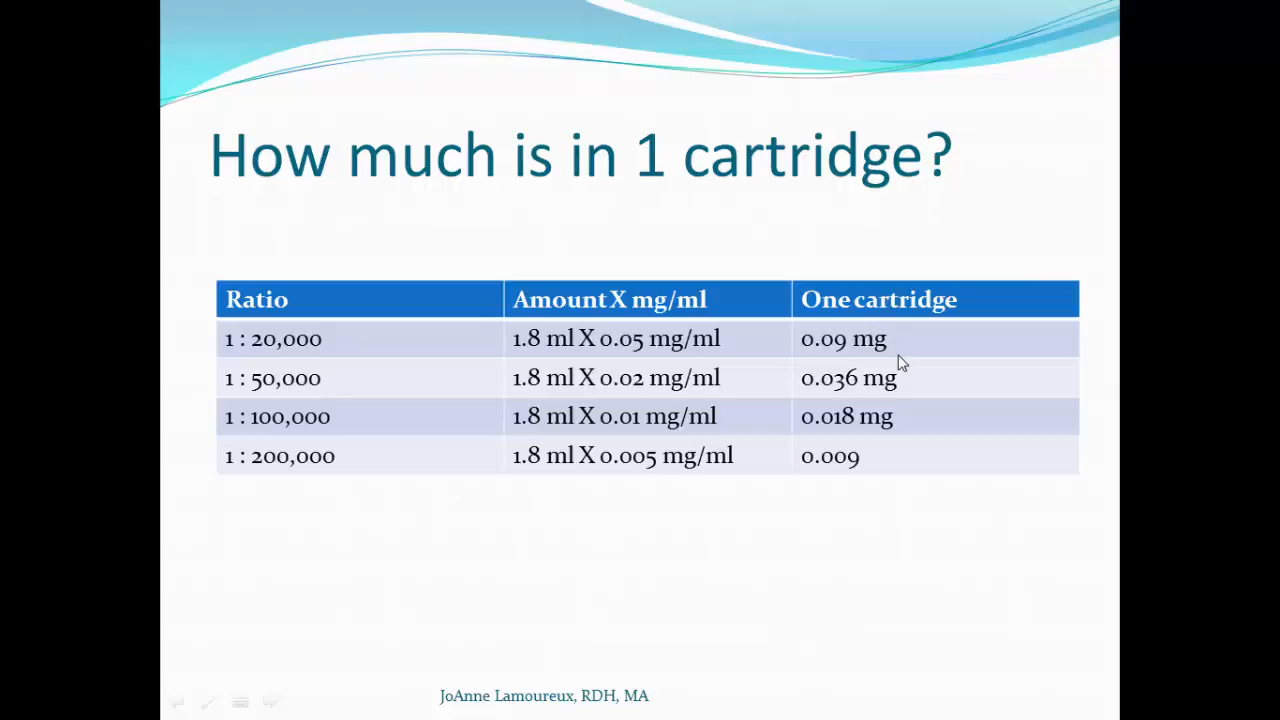 How much is in 1 cartridge?
Ratio Amount X mg/ml One cartridge
1 : 20,000 1.8 ml X 0.05 mg/ml 0.09 mg
1 : 50,000 1.8 ml X 0.02 mg/ml 0.036 mg
1 : 100,000 1.8 ml X 0.01 mg/ml 0.018 mg
1 : 200,000 1.8 ml X 0.005 mg/ml 0.009
JoAnne Lamoureux, RDH, MA